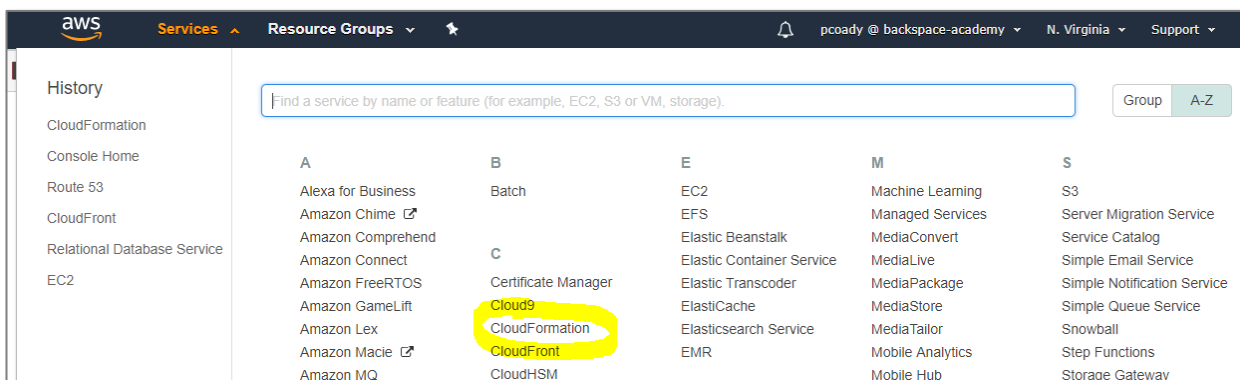 aws
Services
Resource Groups
pcoady @ backspace-academy
N. Virginia
Support
History
CloudFormation
Console Home
Route 53
CloudFront
Relational Database Service
EC2
Find a service by name or feature (for example, EC2, S3 or VM, storage).
Group
A-Z
A
Alexa for Business
Amazon Chime
Amazon Comprehend
Amazon Connect
Amazon FreeRTOS
Amazon GameLift
Amazon Lex
Amazon Macie
Amazon MQ
B
Batch
C
Certificate Manager
Cloud9
CloudFormation
CloudFront
CloudHSM
E
EC2
EFS
Elastic Beanstalk
Elastic Container Service
Elastic Transcoder
ElastiCache
Elasticsearch Service
EMR
M
Machine Learning
Managed Services
MediaConvert
MediaLive
MediaPackage
MediaStore
MediaTailor
Mobile Analytics
Mobile Hub
S
S3
Server Migration Service
Service Catalog
Simple Email Service
Simple Notification Service
Simple Queue Service
Snowball
Step Functions
Storage Gateway